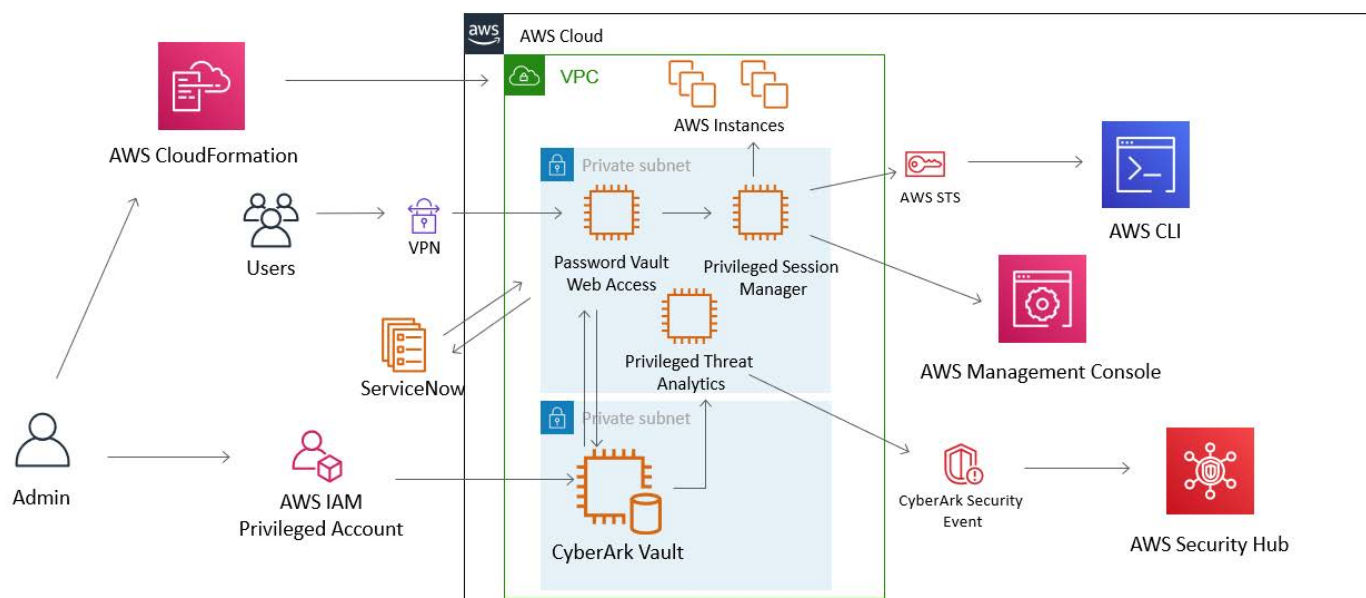 aws
AWS Cloud
VPC
AWS Instances
AWS CloudFormation
Private subnet
AWS STS
AWS CLI
Users
VPN
Password Vault
Web Access
Privileged Session
Manager
ServiceNow
Privileged Threat
Analytics
AWS Management Console
Private subnet
Admin
AWS IAM
Privileged Account
CyberArk Vault
CyberArk Security
Event
AWS Security Hub